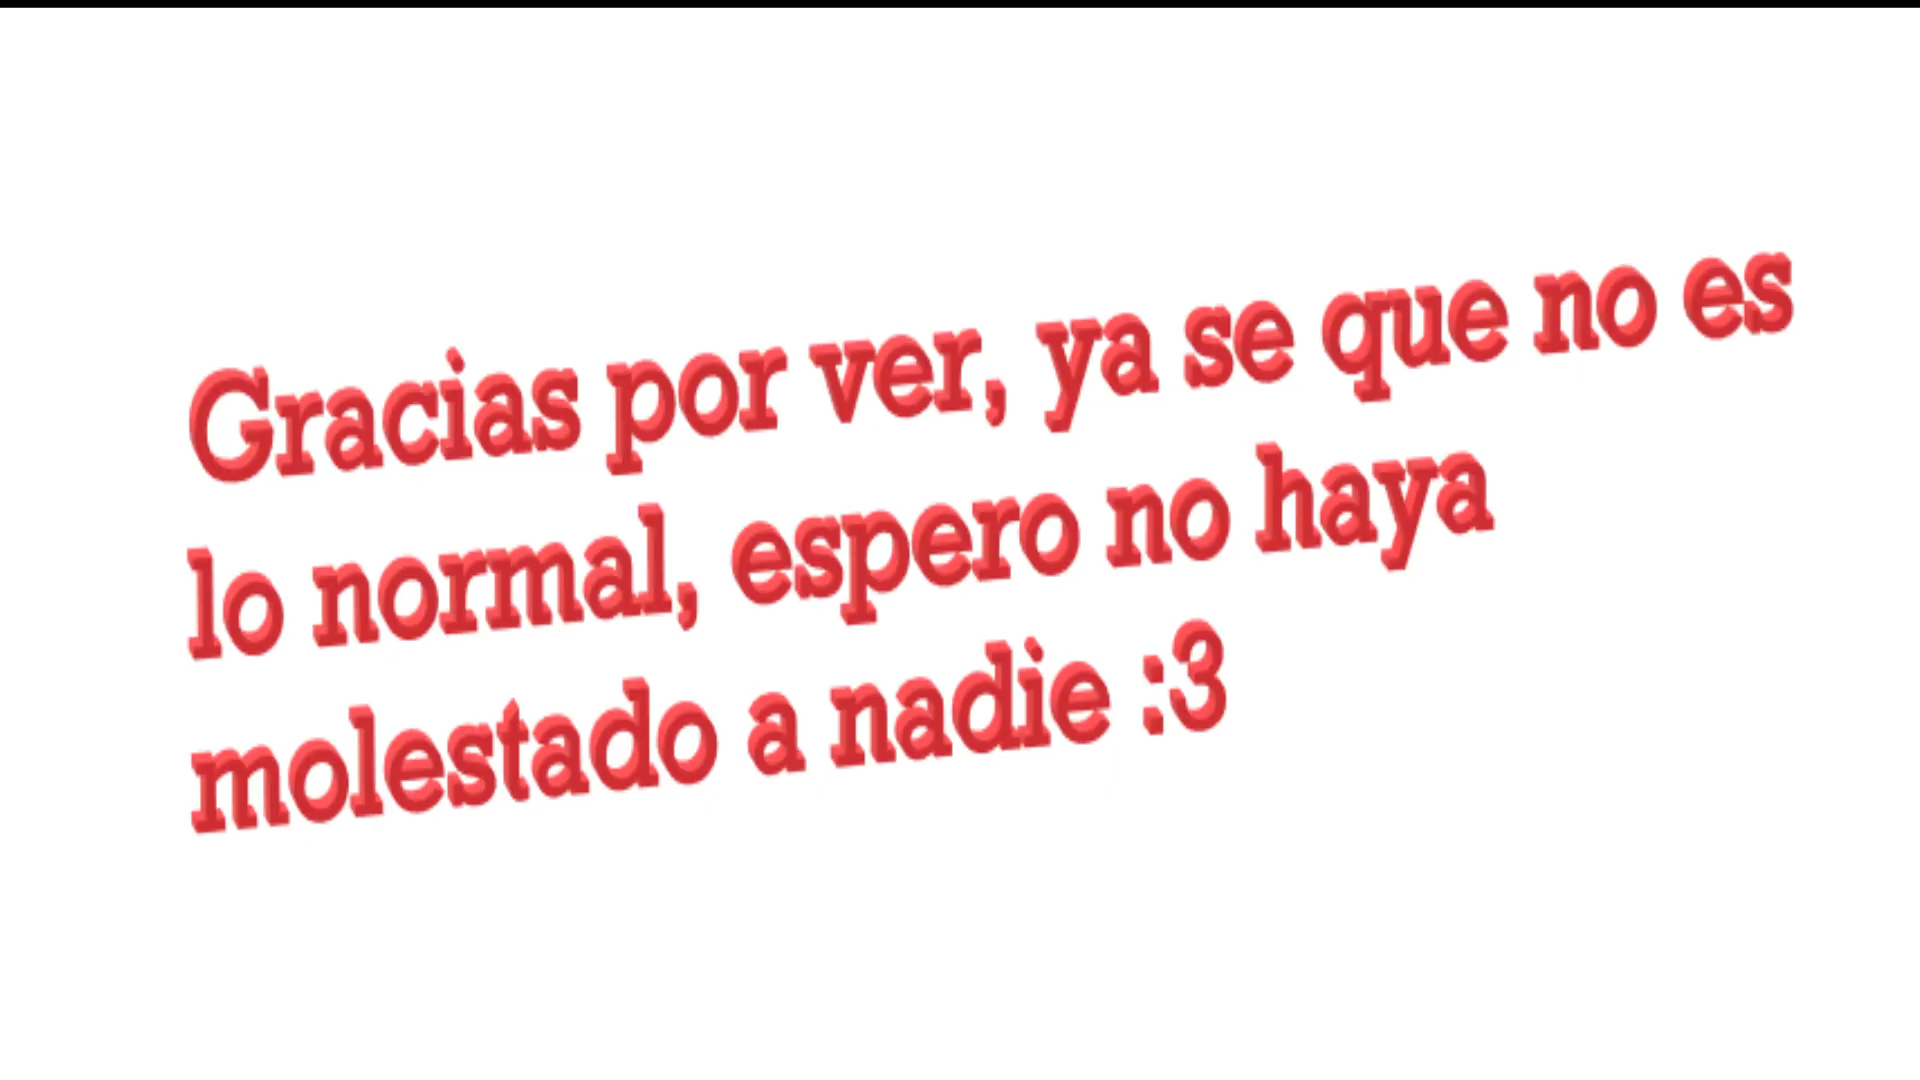 Gracias por ver, ya se que no es
lo normal, espero no haya
molestado a nadie :3